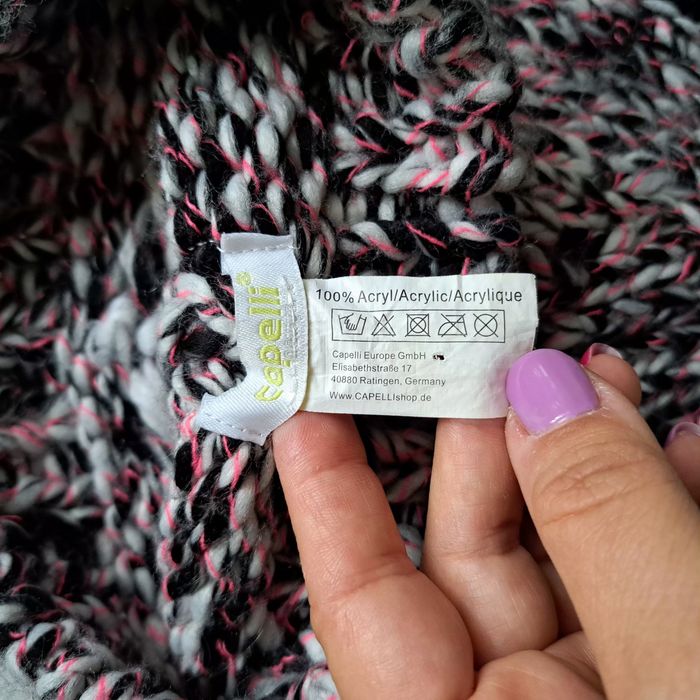 capelli®
100% Acryl/Acrylic/Acrylique
Capelli Europe GmbH
Elisabethstraße 17
40880 Ratingen, Germany
Www.CAPELLIshop.de